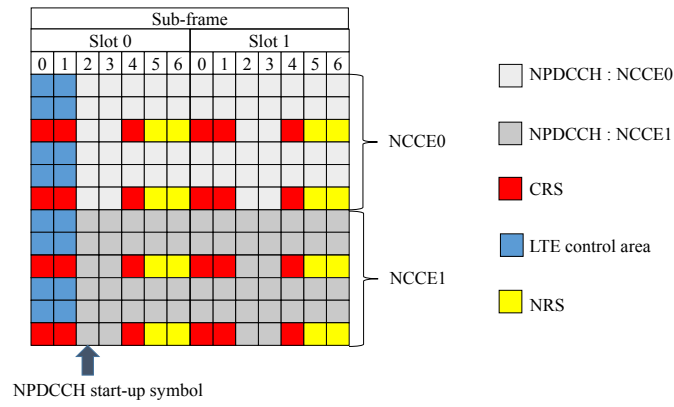 Sub-frame
Slot 0 Slot 1
0 1 2 3 4 5 6 0 1 2 3 4 5 6
NPDCCH : NCCE0
NCCE0
NPDCCH : NCCE1
CRS
LTE control area
NCCE1
NRS
NPDCCH start-up symbol